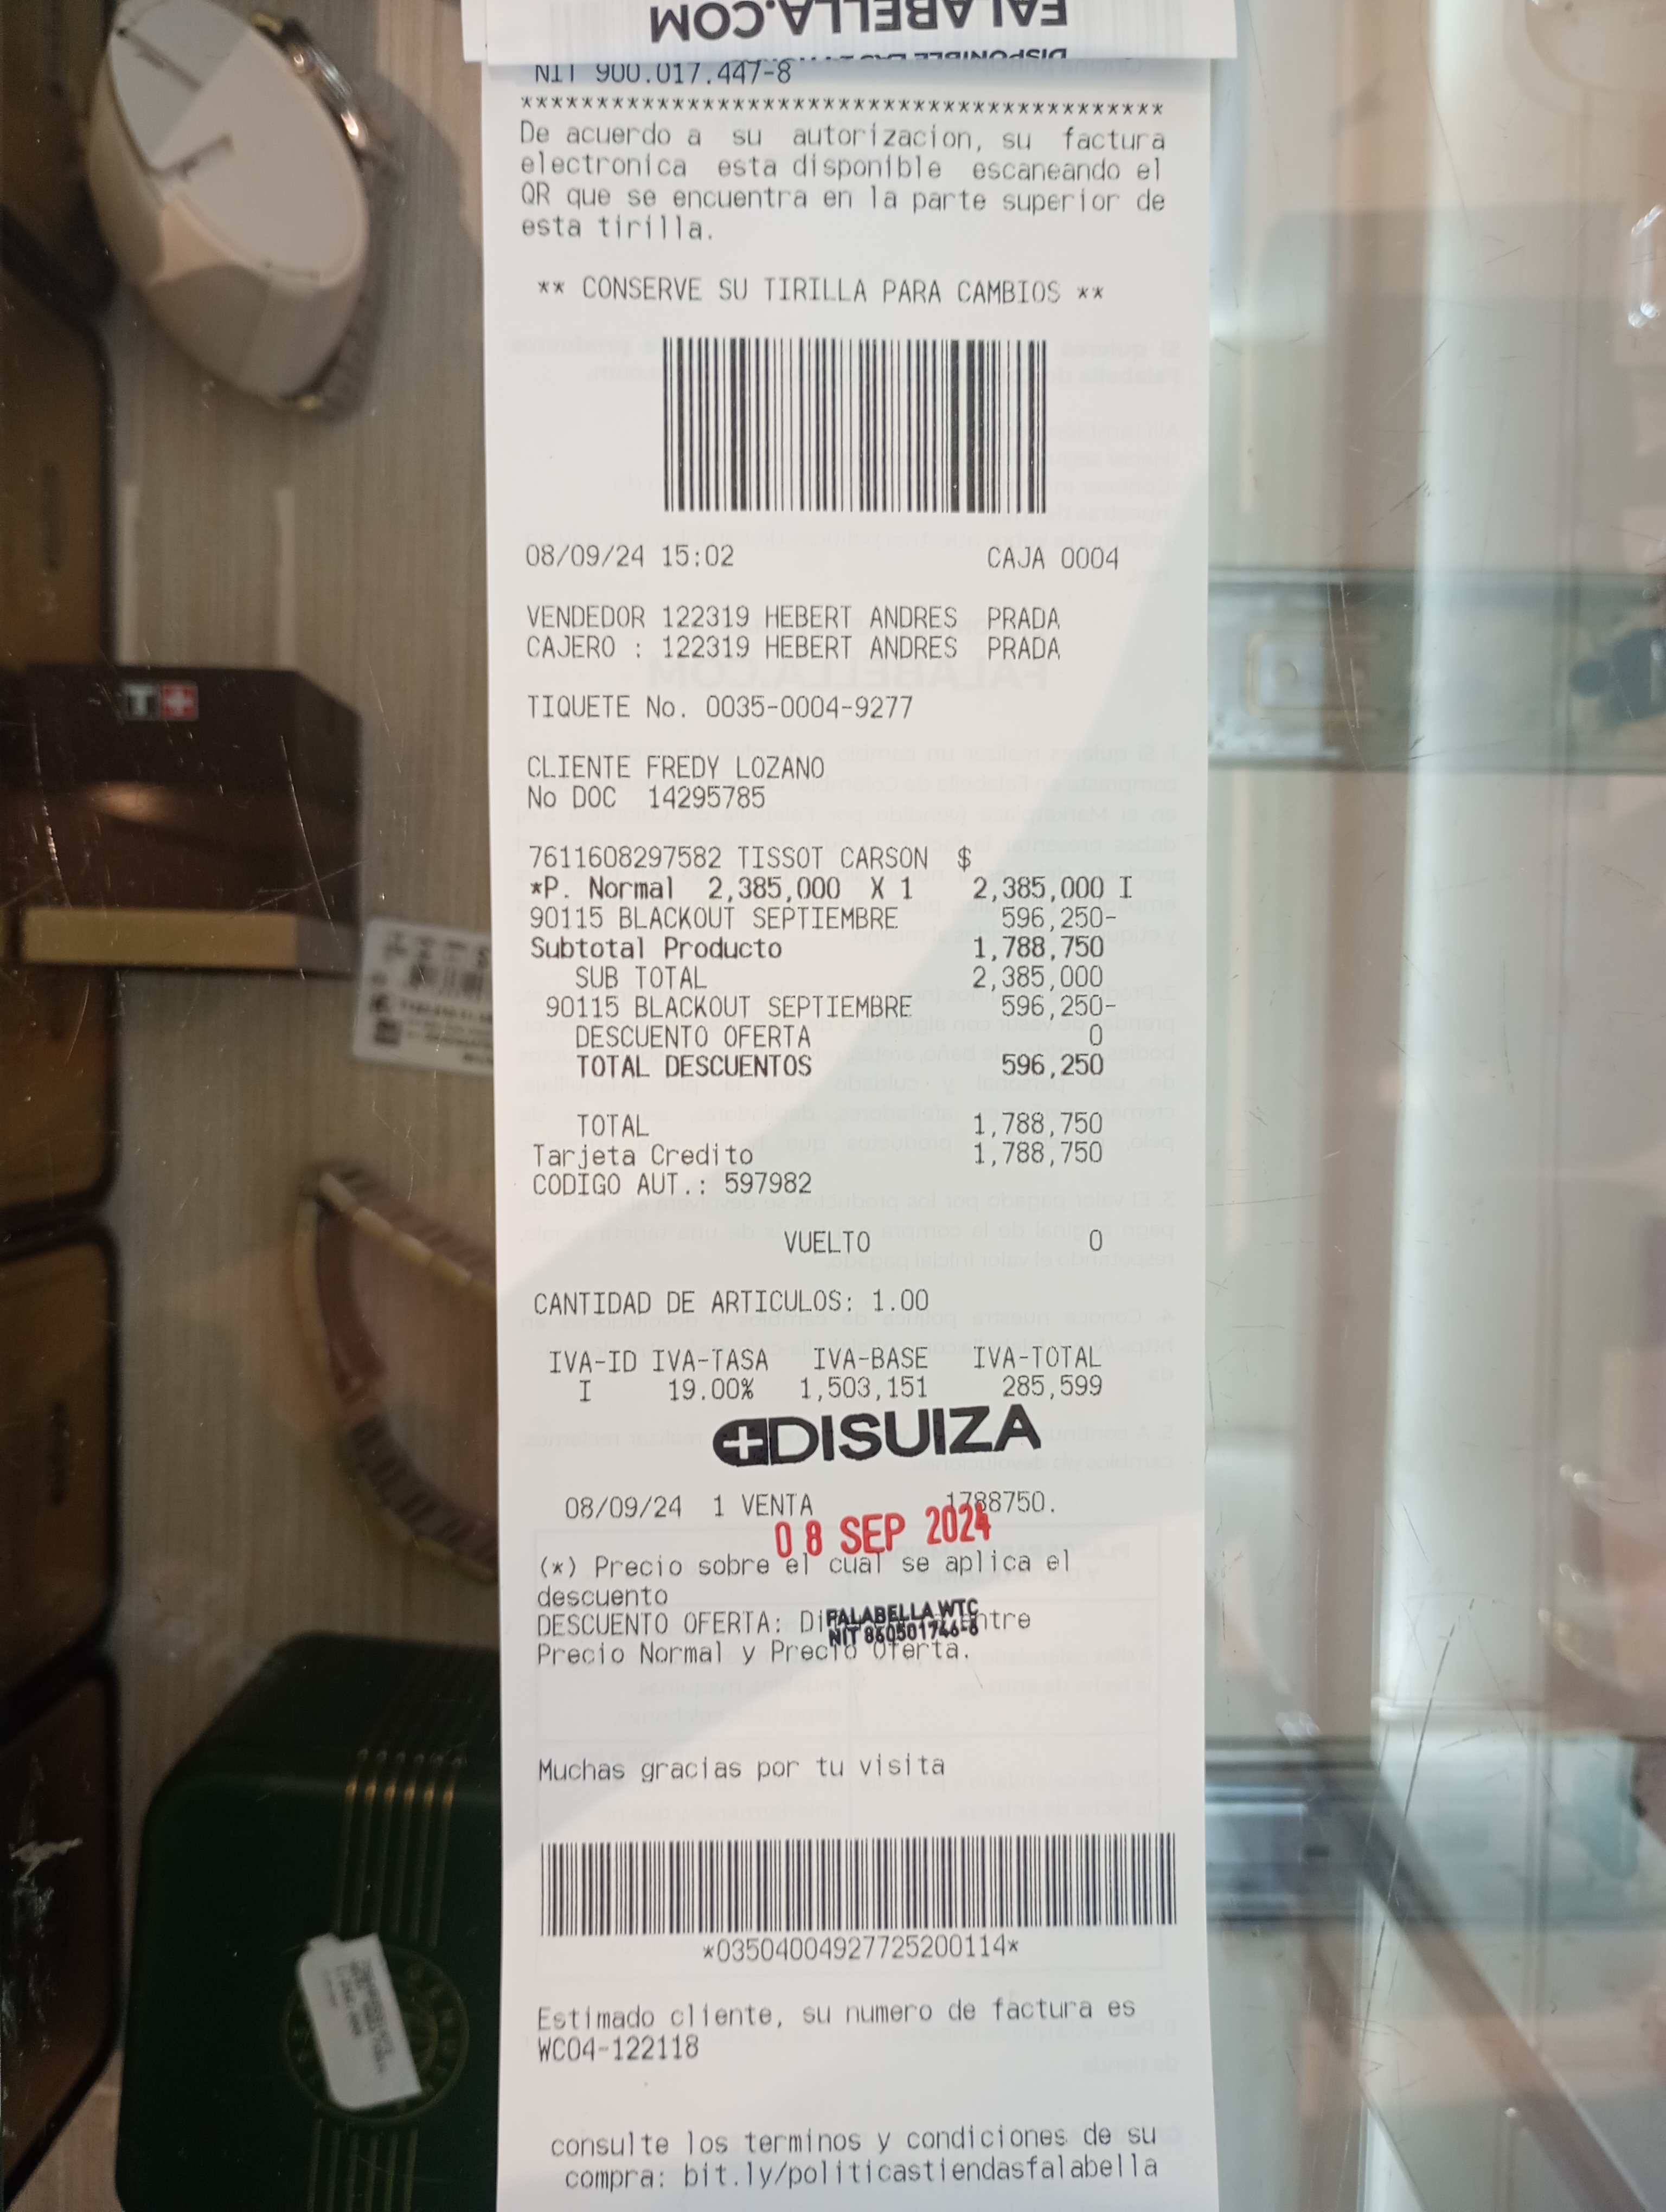 FALABELLA.COM
NIT 900.017.447-8
******************************************
De acuerdo a su autorizacion, su factura
electronica esta disponible escaneando el
QR que se encuentra en la parte superior de
esta tirilla.
** CONSERVE SU TIRILLA PARA CAMBIOS **
08/09/24 15:02 CAJA 0004
VENDEDOR 122319 HEBERT ANDRES PRADA
CAJERO : 122319 HEBERT ANDRES PRADA
TIQUETE No. 0035-0004-9277
CLIENTE FREDY LOZANO
No DOC 14295785
7611608297582 TISSOT CARSON $
*P. Normal 2,385,000 X 1 2,385,000 I
90115 BLACKOUT SEPTIEMBRE 596,250-
Subtotal Producto 1,788,750
SUB TOTAL 2,385,000
90115 BLACKOUT SEPTIEMBRE 596,250-
DESCUENTO OFERTA 0
TOTAL DESCUENTOS 596,250
TOTAL 1,788,750
Tarjeta Credito 1,788,750
CODIGO AUT.: 597982
VUELTO 0
CANTIDAD DE ARTICULOS: 1.00
IVA-ID IVA-TASA IVA-BASE IVA-TOTAL
I 19.00% 1,503,151 285,599
DISUIZA
08/09/24 1 VENTA 1788750.
08 SEP 2024
(*) Precio sobre el cual se aplica el
descuento
DESCUENTO OFERTA:
FALABELLA WTC
NIT 860501746-6
Precio Normal y Precio Oferta.
Muchas gracias por tu visita
*03504004927725200114*
Estimado cliente, su numero de factura es
WC04-122118
consulte los terminos y condiciones de su
compra: bit.ly/politicastiendasfalabella